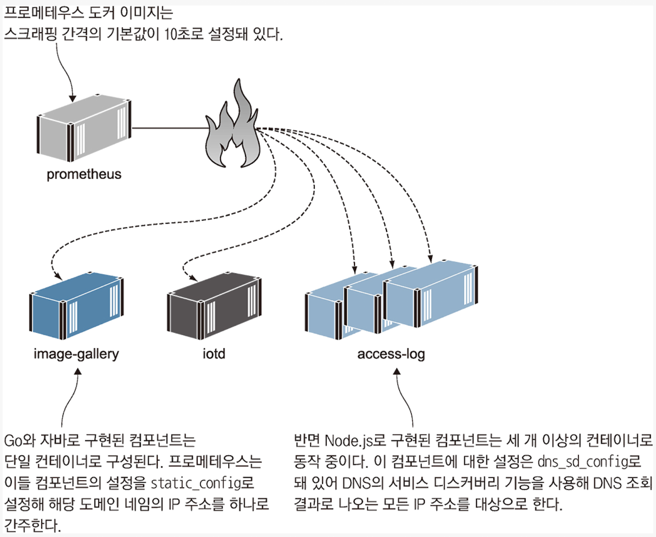 프로메테우스 도커 이미지는
스크래핑 간격의 기본값이 10초로 설정돼 있다.
prometheus
image-gallery
iotd
access-log
Go와 자바로 구현된 컴포넌트는
단일 컨테이너로 구성된다. 프로메테우스는
이들 컴포넌트의 설정을 static_config로
설정해 해당 도메인 네임의 IP 주소를 하나로
간주한다.
반면 Node.js로 구현된 컴포넌트는 세 개 이상의 컨테이너로
동작 중이다. 이 컴포넌트에 대한 설정은 dns_sd_config로
돼 있어 DNS의 서비스 디스커버리 기능을 사용해 DNS 조회
결과로 나오는 모든 IP 주소를 대상으로 한다.